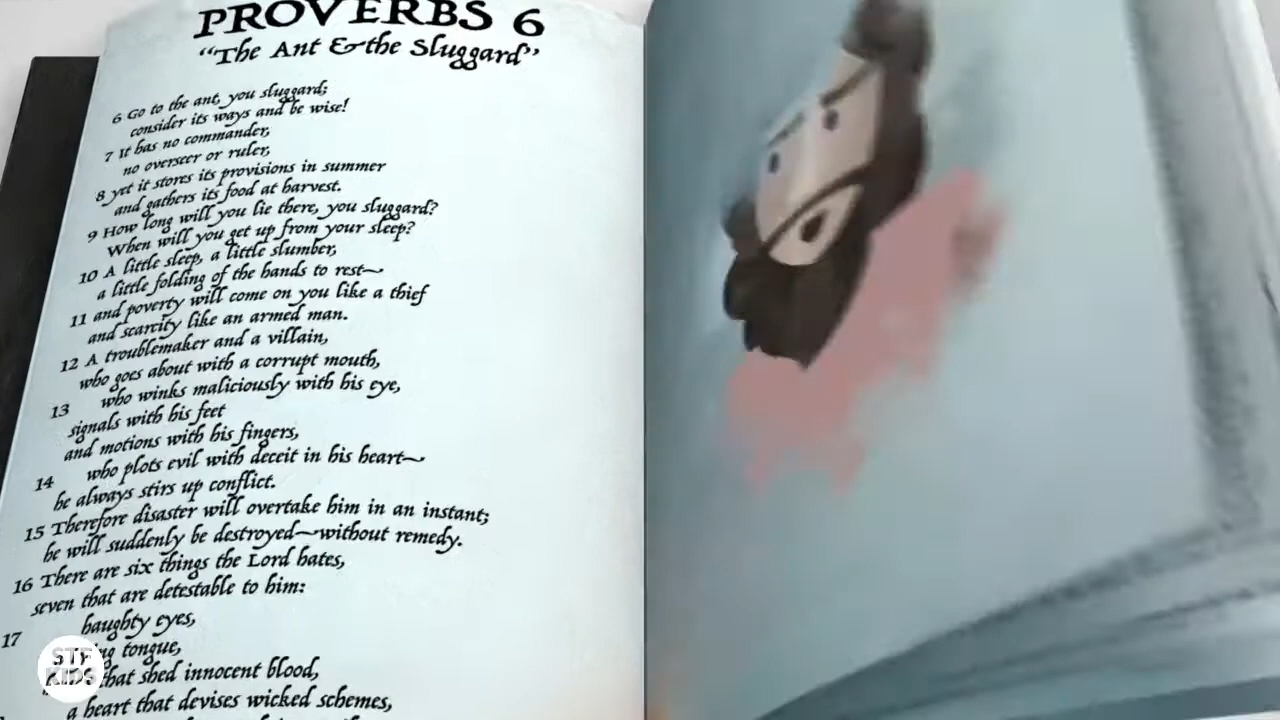 PROVERBS 6
"The Ant & the Sluggard"
6 Go to the ant, you sluggard;
consider its ways and be wise!
7 It has no commander,
no overseer or ruler,
8 yet it stores its provisions in summer
and gathers its food at harvest.
9 How long will you lie there, you sluggard?
When will you get up from your sleep?
10 A little sleep, a little slumber,
a little folding of the hands to rest—
11 and poverty will come on you like a thief
and scarcity like an armed man.
12 A troublemaker and a villain,
who goes about with a corrupt mouth,
13 who winks maliciously with his eye,
signals with his feet
and motions with his fingers,
14 who plots evil with deceit in his heart—
he always stirs up conflict.
15 Therefore disaster will overtake him in an instant;
he will suddenly be destroyed—without remedy.
16 There are six things the Lord hates,
seven that are detestable to him:
17 haughty eyes,
tongue,
that shed innocent blood,
a heart that devises wicked schemes,
STF
KIDS